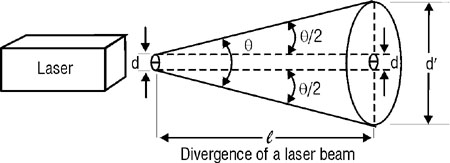 Laser
d
θ
θ/2
θ/2
d
d'
ℓ
Divergence of a laser beam